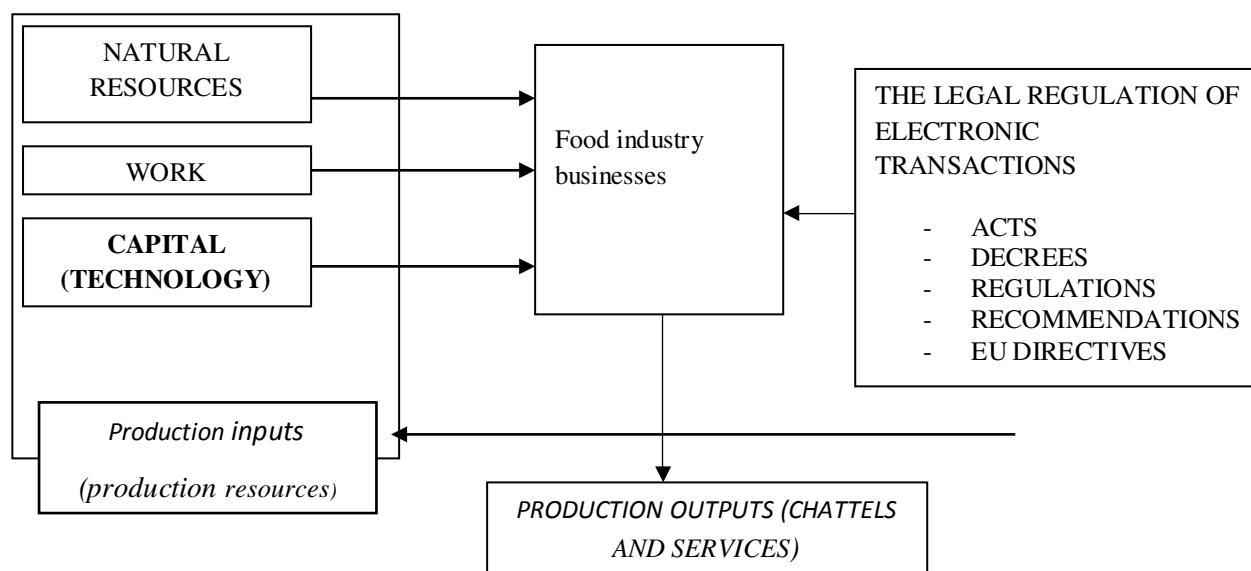 NATURAL
RESOURCES
WORK
CAPITAL
(TECHNOLOGY)
Production inputs
(production resources)
Food industry
businesses
THE LEGAL REGULATION OF
ELECTRONIC
TRANSACTIONS
- ACTS
- DECREES
- REGULATIONS
- RECOMMENDATIONS
- EU DIRECTIVES
PRODUCTION OUTPUTS (CHATTELS
AND SERVICES)